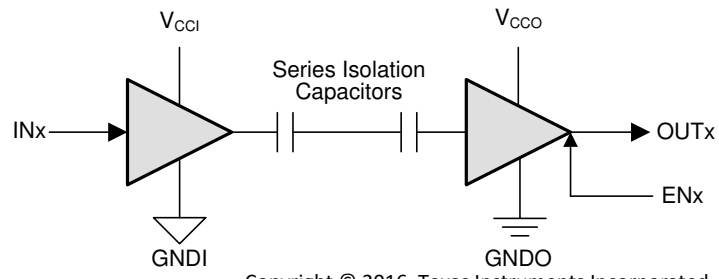 V_CCI
V_CCO
Series Isolation
Capacitors
INx
OUTx
ENx
GNDI
GNDO
Copyright © 2016, Texas Instruments Incorporated